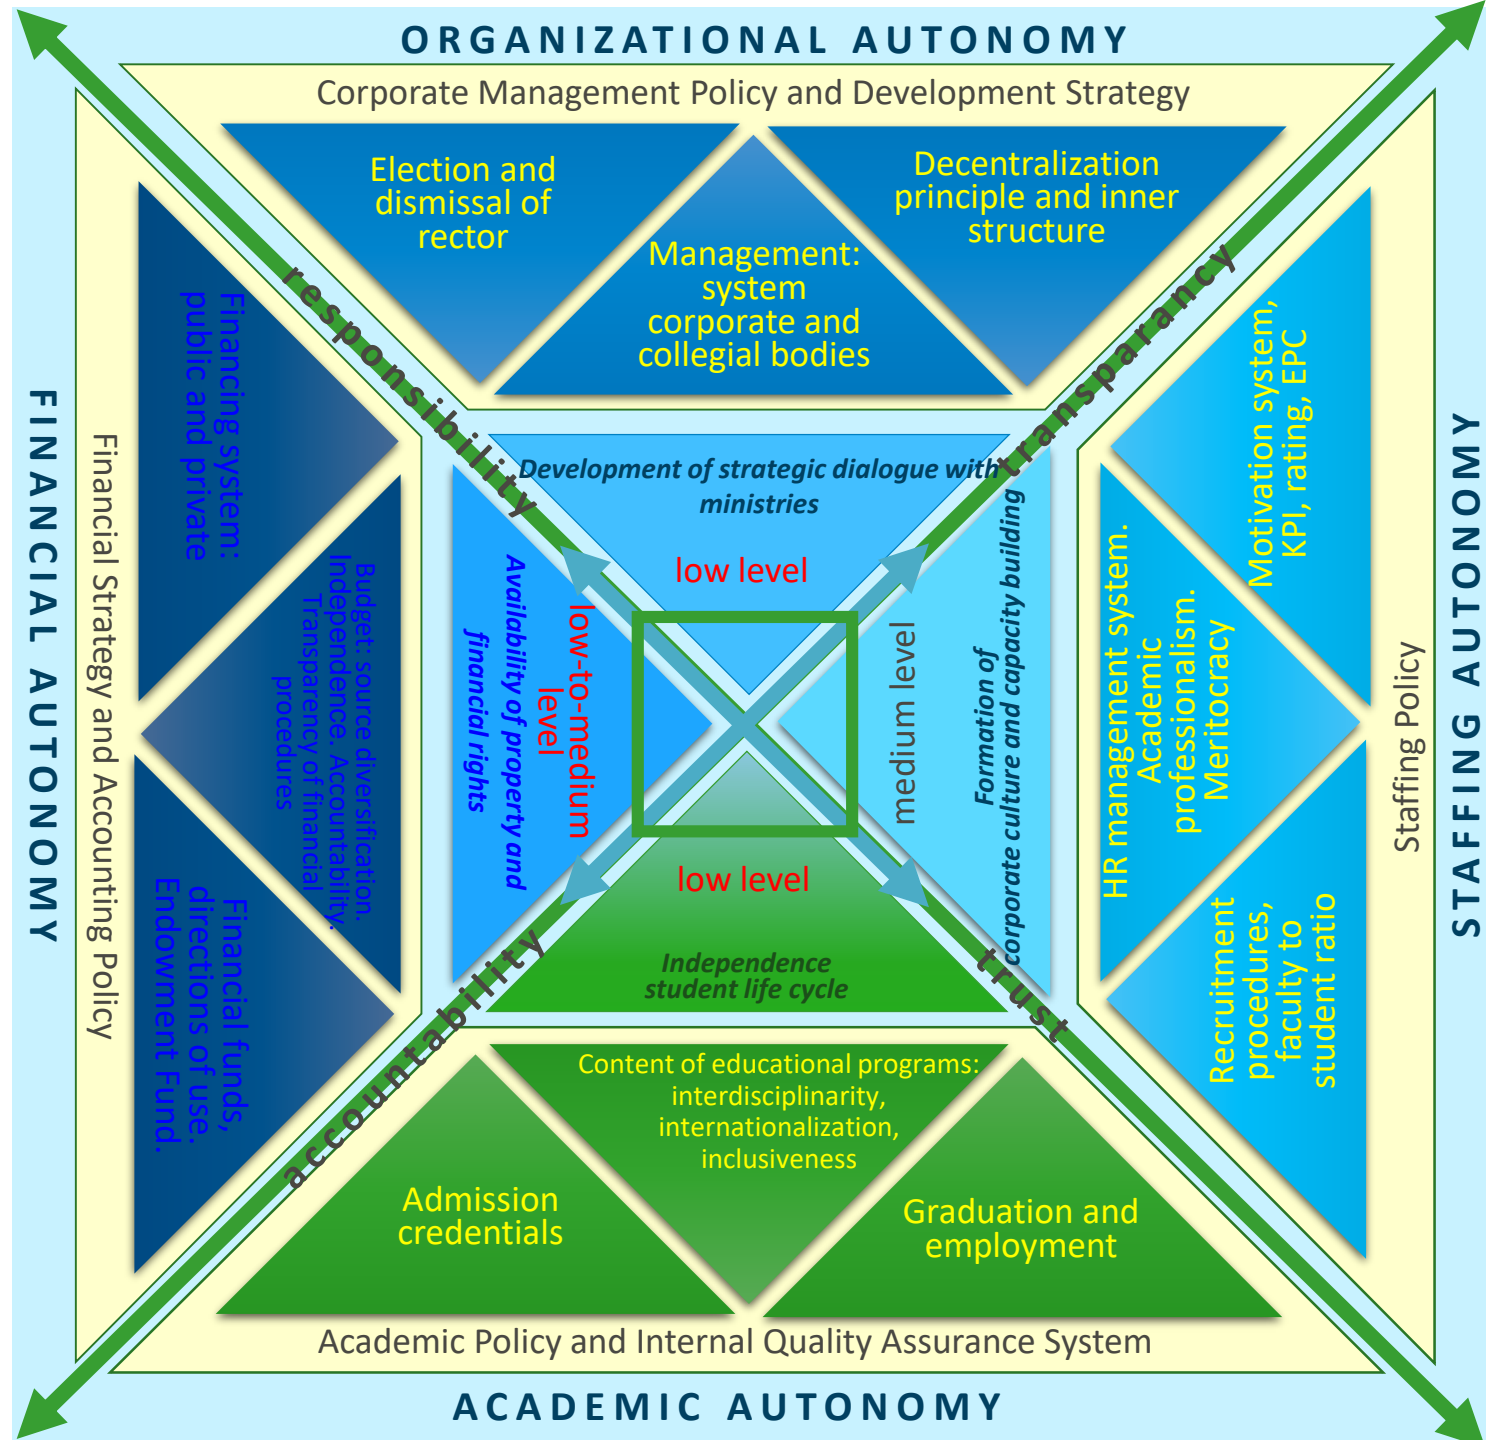 ORGANIZATIONAL AUTONOMY
Corporate Management Policy and Development Strategy
Election and
dismissal of
rector
Management:
system
corporate and
collegial bodies
Decentralization
principle and inner
structure
responsibility
transparancy
FINANCIAL AUTONOMY
Financial Strategy and Accounting Policy
Financing system:
public and private
Budget: source diversification.
Independence. Accountability.
Transparency of financial
procedures
Financial funds,
directions of use.
Endowment Fund.
Development of strategic dialogue with
ministries
low level
low-to-medium
level
Availability of property and
financial rights
medium level
Formation of
corporate culture and capacity building
low level
Independence
student life cycle
Motivation system,
KPI, rating, EPC
HR management system.
Academic
professionalism.
Meritocracy
Recruitment
procedures,
faculty to
student ratio
Staffing Policy
STAFFING AUTONOMY
accountability
trust
Content of educational programs:
interdisciplinarity,
internationalization,
inclusiveness
Admission
credentials
Graduation and
employment
Academic Policy and Internal Quality Assurance System
ACADEMIC AUTONOMY